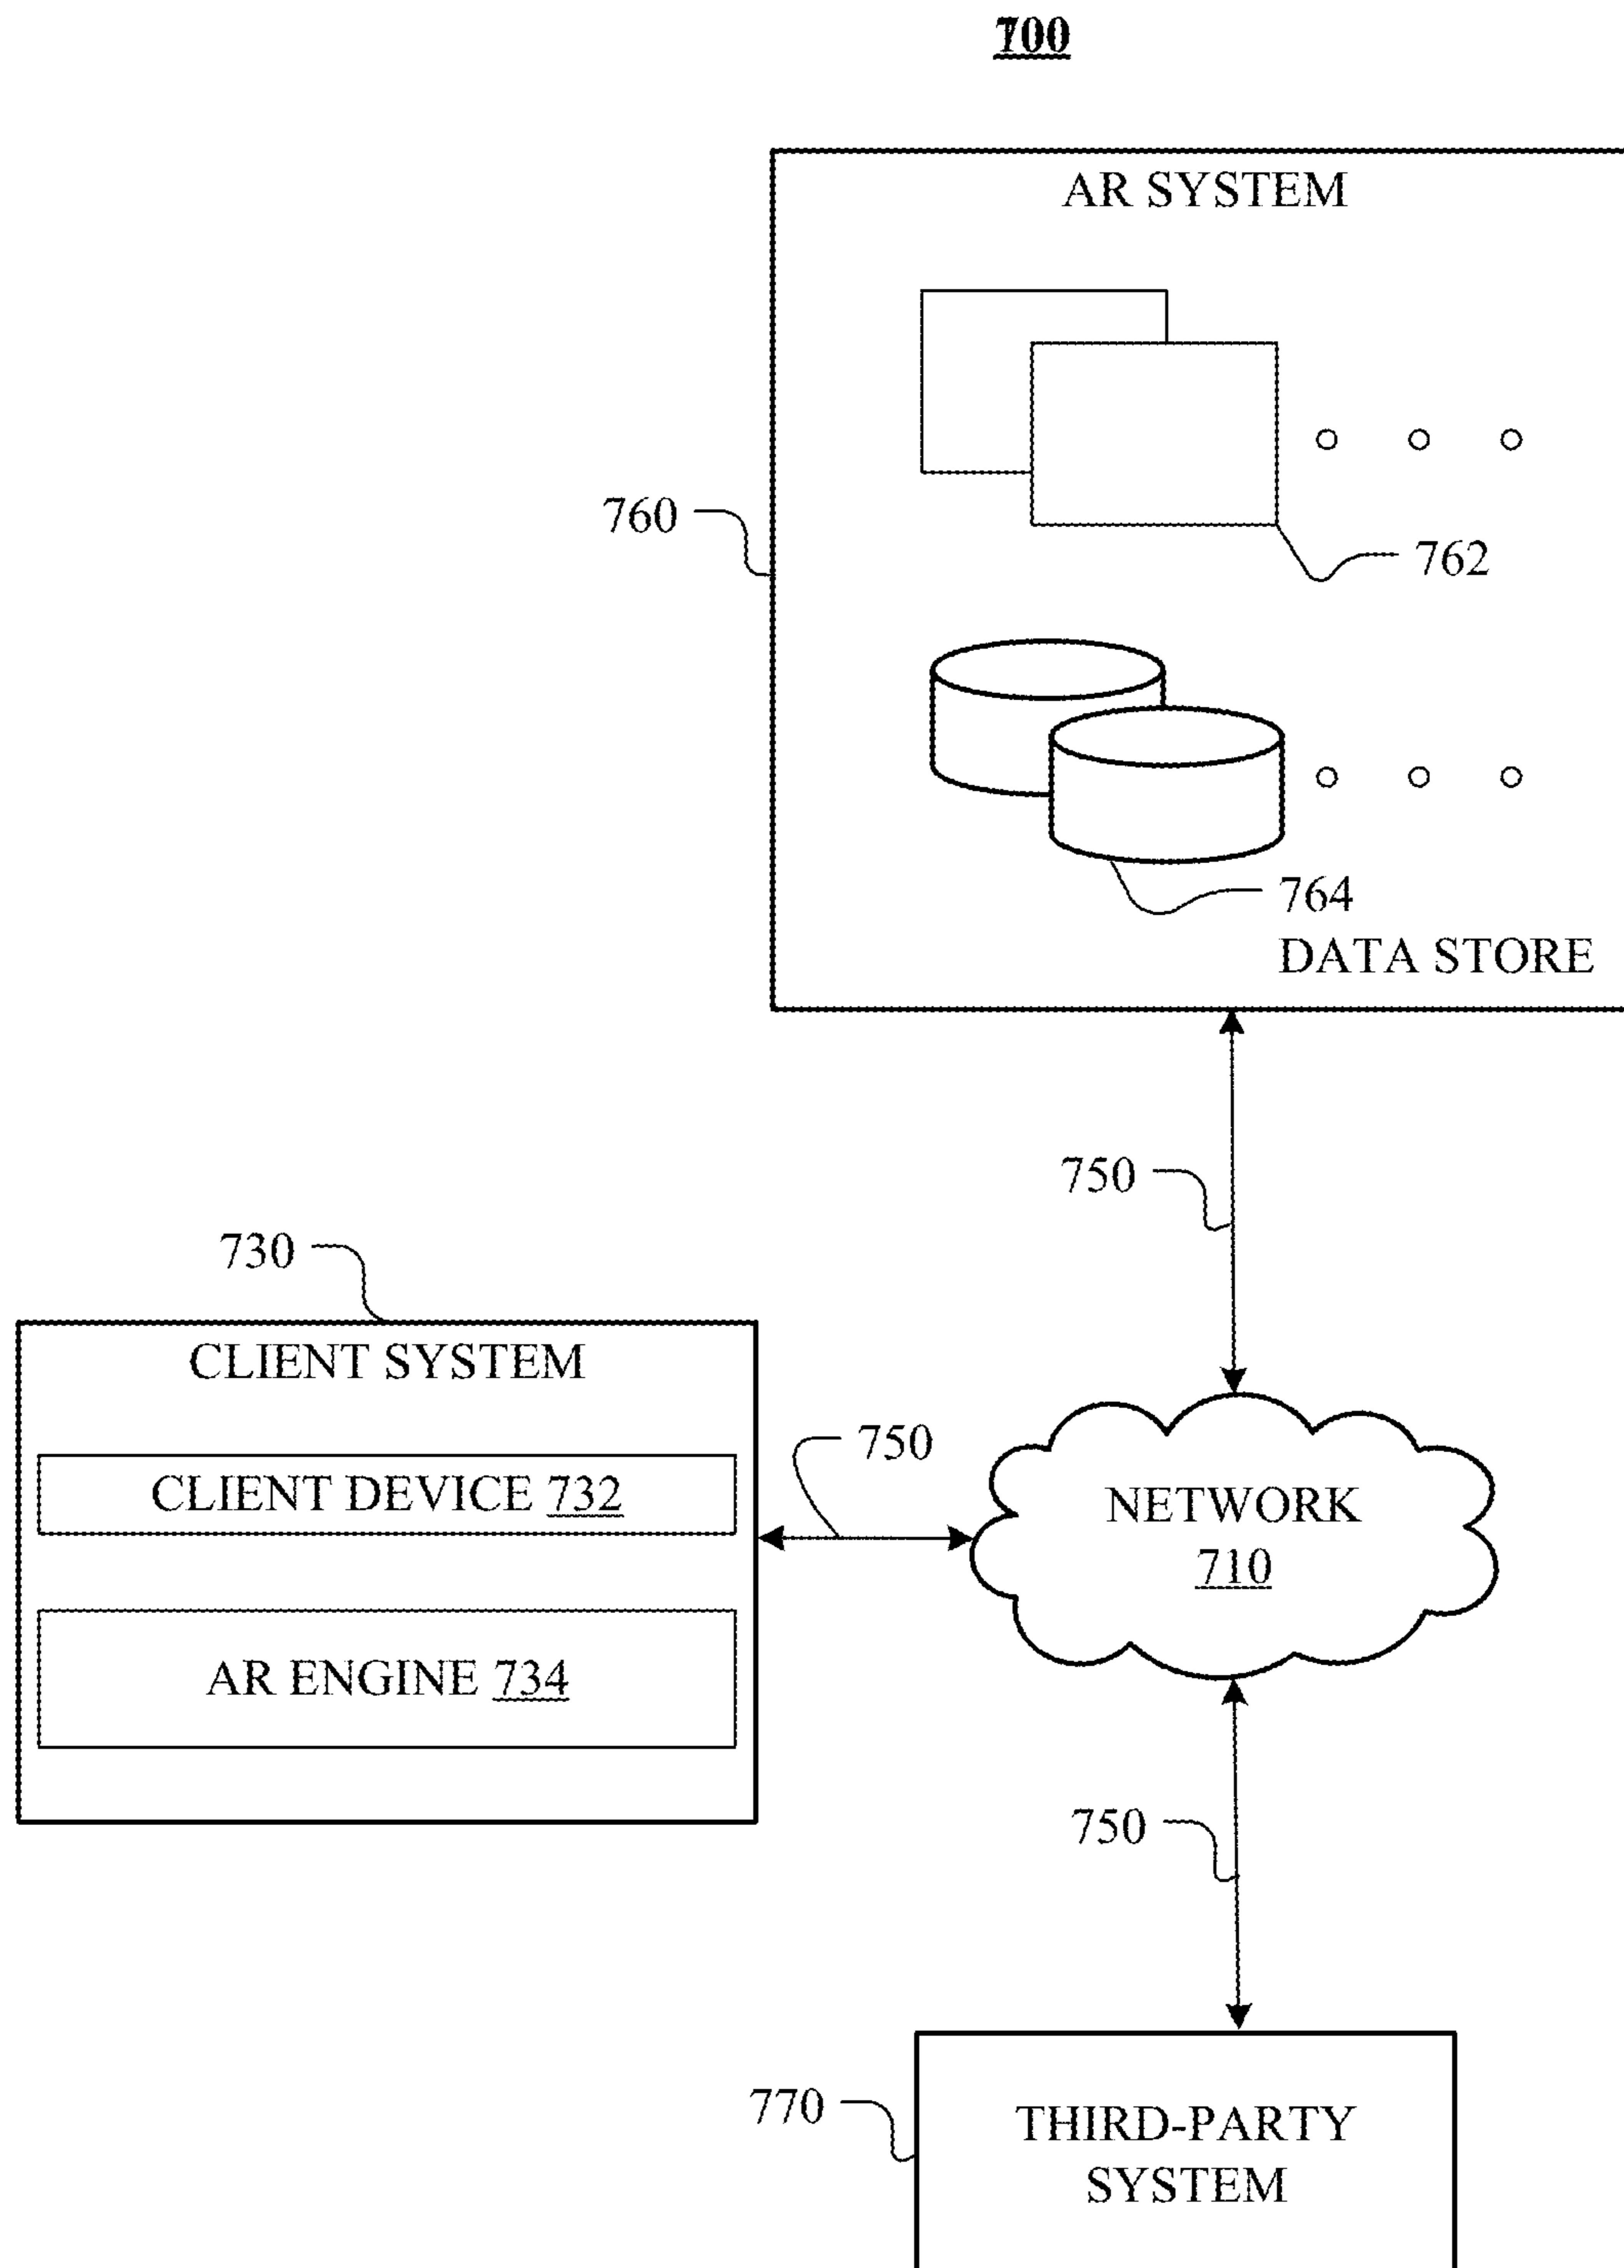 700
AR SYSTEM
760
762
764
DATA STORE
750
730
CLIENT SYSTEM
CLIENT DEVICE 732
AR ENGINE 734
750
NETWORK
710
750
770
THIRD-PARTY
SYSTEM